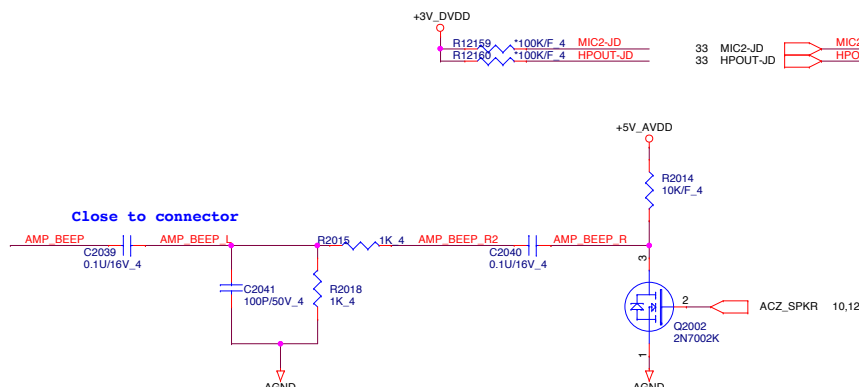 +3V_DVDD
R12159 *100K/F_4 MIC2-JD
R12160 *100K/F_4 HPOUT-JD
33 MIC2-JD MIC2
33 HPOUT-JD HPO
+5V_AVDD
R2014
10K/F_4
Close to connector
AMP_BEEP
C2039
0.1U/16V_4
AMP_BEEP_L
R2015 1K_4
AMP_BEEP_R2
C2040
0.1U/16V_4
AMP_BEEP_R
C2041
100P/50V_4
R2018
1K_4
3
2
1
ACZ_SPKR 10,12
Q2002
2N7002K
AGND
AGND